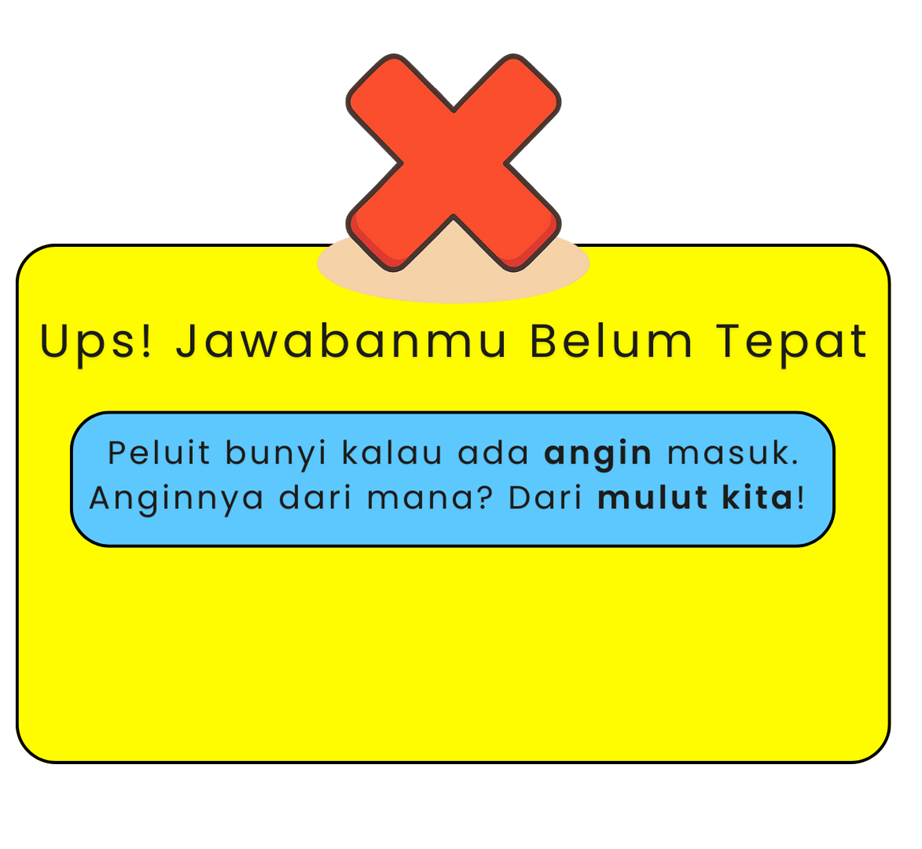 Ups! Jawabanmu Belum Tepat
Peluit bunyi kalau ada angin masuk.
Anginnya dari mana? Dari mulut kita!